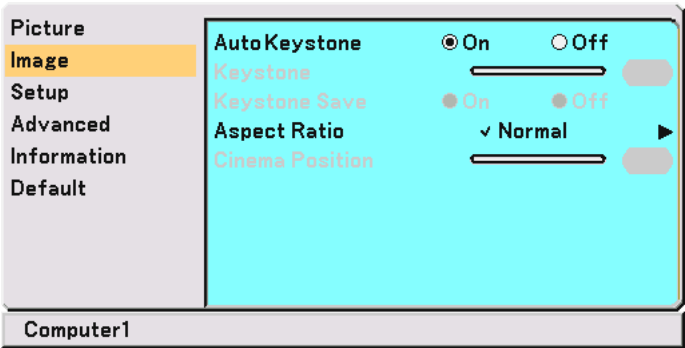 Picture
Image
Setup
Advanced
Information
Default
Auto Keystone On Off
Keystone
Keystone Save On Off
Aspect Ratio ✓ Normal ▶
Cinema Position
Computer1